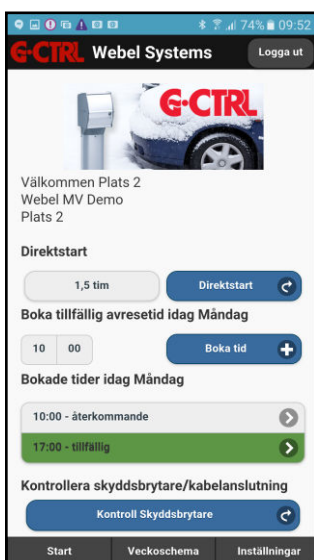 74% 09:52
G-CTRL Webel Systems Logga ut
G-CTRL
Välkommen Plats 2
Webel MV Demo
Plats 2
Direktstart
1,5 tim Direktstart
Boka tillfällig avresetid idag Måndag
10 00 Boka tid
Bokade tider idag Måndag
10:00 - återkommande
17:00 - tillfällig
Kontrollera skyddsbrytare/kabelanslutning
Kontroll Skyddsbrytare
Start Veckoschema Inställningar